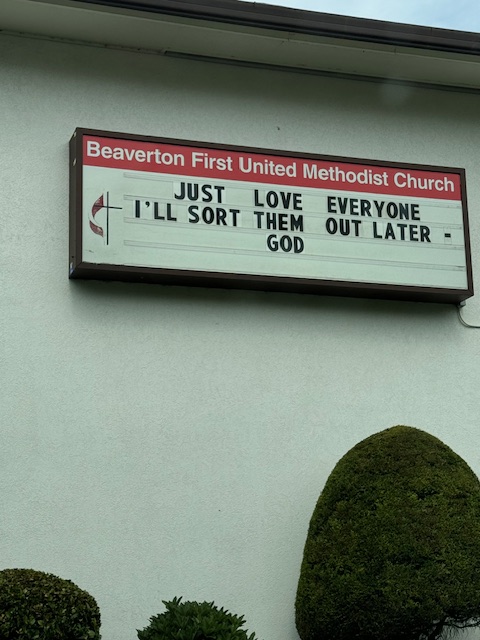 Beaverton First United Methodist Church
JUST LOVE EVERYONE
I'LL SORT THEM OUT LATER -
GOD